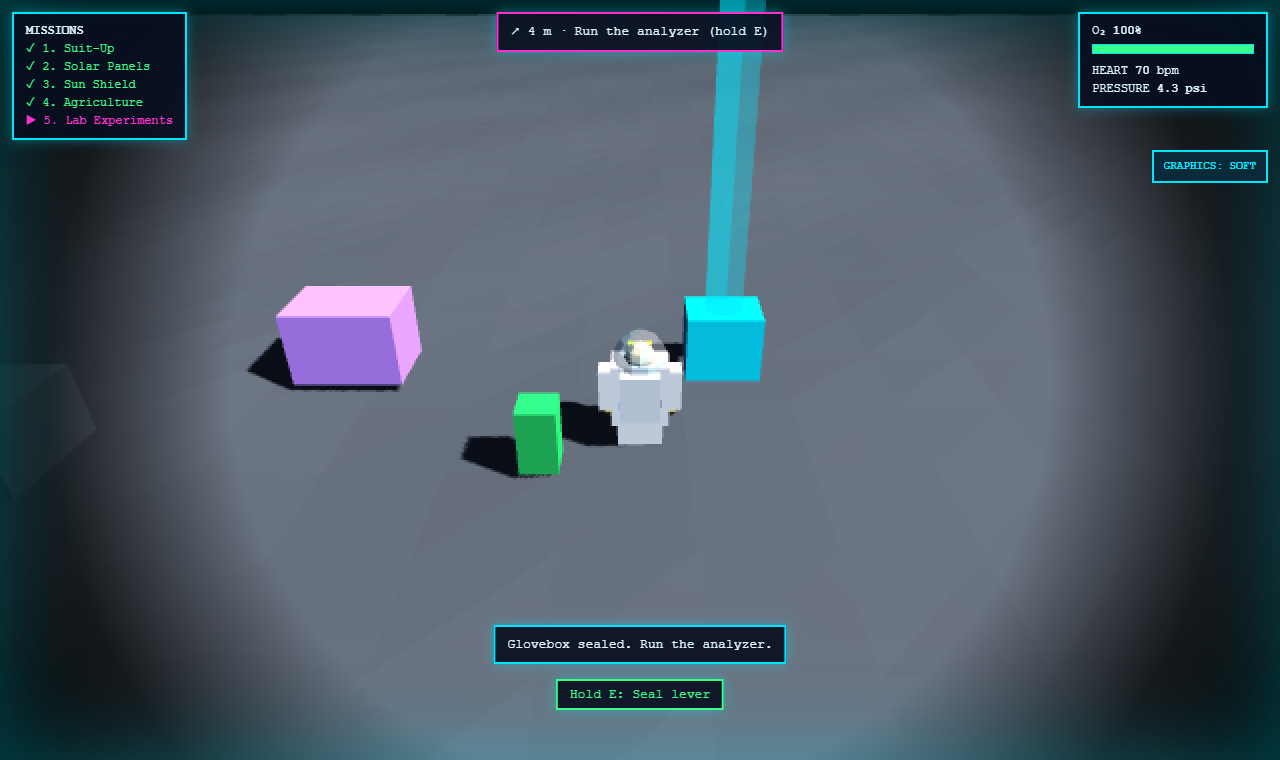 MISSIONS
✓ 1. Suit-Up
✓ 2. Solar Panels
✓ 3. Sun Shield
✓ 4. Agriculture
▶ 5. Lab Experiments
↗ 4 m · Run the analyzer (hold E)
O₂ 100%
HEART 70 bpm
PRESSURE 4.3 psi
GRAPHICS: SOFT
Glovebox sealed. Run the analyzer.
Hold E: Seal lever